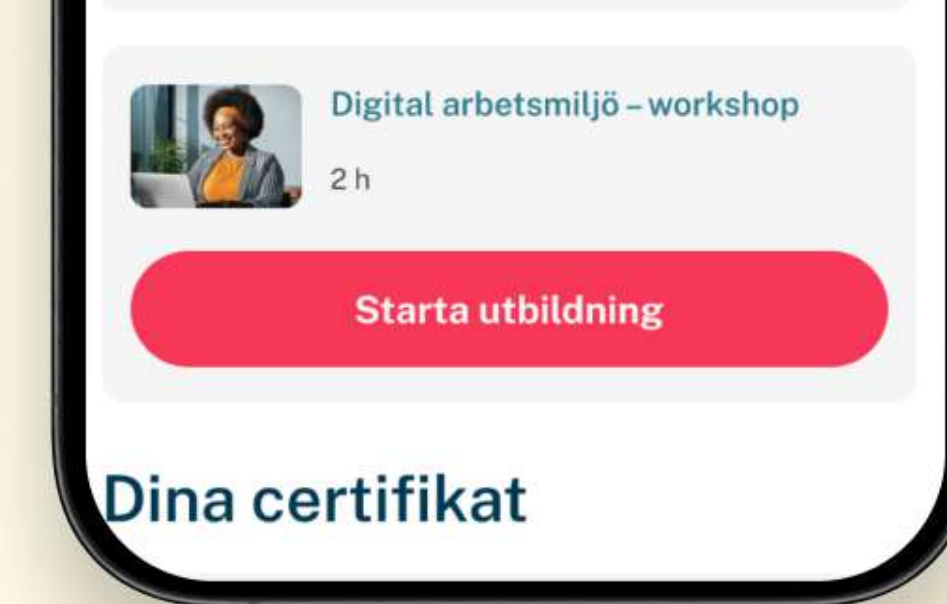 Digital arbetsmiljö – workshop
2 h
Starta utbildning
Dina certifikat